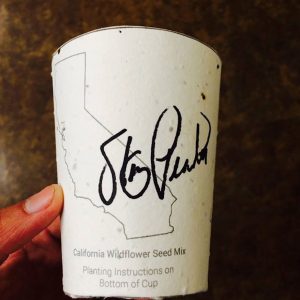 California Wildflower Seed Mix
Planting Instructions on
Bottom of Cup